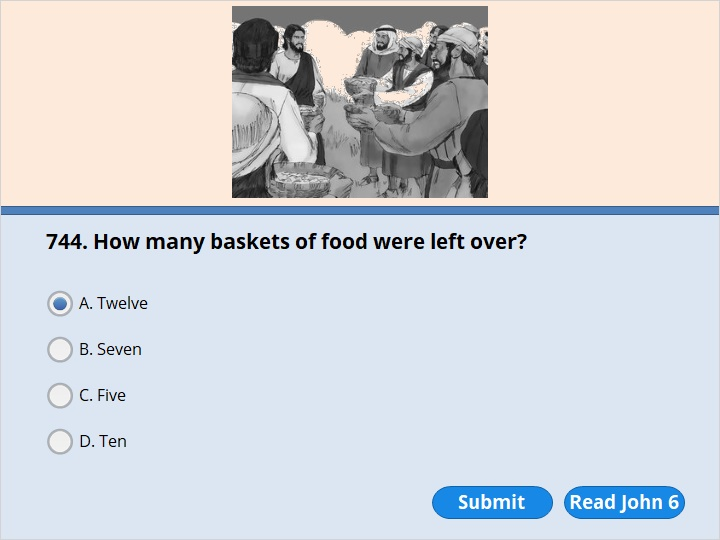 744. How many baskets of food were left over?
A. Twelve
B. Seven
C. Five
D. Ten
Submit
Read John 6